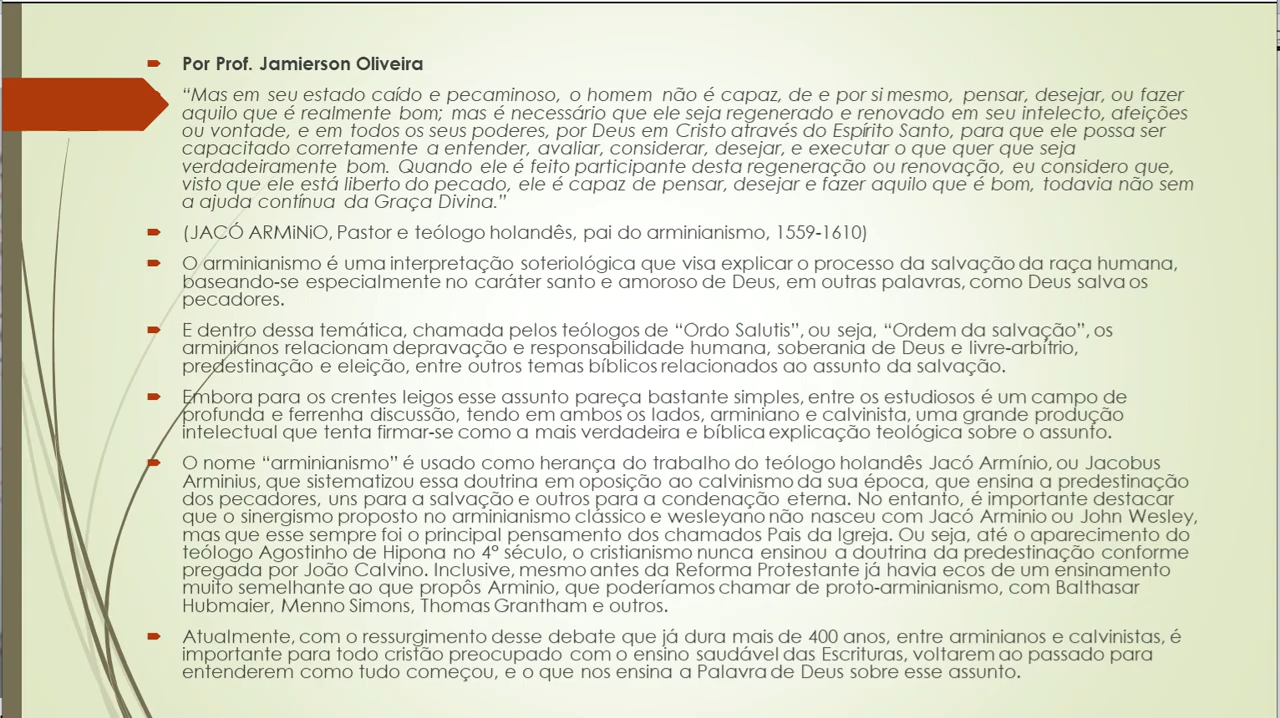 Por Prof. Jamierson Oliveira
“Mas em seu estado caído e pecaminoso, o homem não é capaz, de e por si mesmo, pensar, desejar, ou fazer
aquilo que é realmente bom; mas é necessário que ele seja regenerado e renovado em seu intelecto, afeições
ou vontade, e em todos os seus poderes, por Deus em Cristo através do Espírito Santo, para que ele possa ser
capacitado corretamente a entender, avaliar, considerar, desejar, e executar o que quer que seja
verdadeiramente bom. Quando ele é feito participante desta regeneração ou renovação, eu considero que,
visto que ele está liberto do pecado, ele é capaz de pensar, desejar e fazer aquilo que é bom, todavia não sem
a ajuda contínua da Graça Divina.”
(JACÓ ARMiNiO, Pastor e teólogo holandês, pai do arminianismo, 1559-1610)
O arminianismo é uma interpretação soteriológica que visa explicar o processo da salvação da raça humana,
baseando-se especialmente no caráter santo e amoroso de Deus, em outras palavras, como Deus salva os
pecadores.
E dentro dessa temática, chamada pelos teólogos de “Ordo Salutis”, ou seja, “Ordem da salvação”, os
arminianos relacionam depravação e responsabilidade humana, soberania de Deus e livre-arbítrio,
predestinação e eleição, entre outros temas bíblicos relacionados ao assunto da salvação.
Embora para os crentes leigos esse assunto pareça bastante simples, entre os estudiosos é um campo de
profunda e ferrenha discussão, tendo em ambos os lados, arminiano e calvinista, uma grande produção
intelectual que tenta firmar-se como a mais verdadeira e bíblica explicação teológica sobre o assunto.
O nome “arminianismo” é usado como herança do trabalho do teólogo holandês Jacó Armínio, ou Jacobus
Arminius, que sistematizou essa doutrina em oposição ao calvinismo da sua época, que ensina a predestinação
dos pecadores, uns para a salvação e outros para a condenação eterna. No entanto, é importante destacar
que o sinergismo proposto no arminianismo clássico e wesleyano não nasceu com Jacó Arminio ou John Wesley,
mas que esse sempre foi o principal pensamento dos chamados Pais da Igreja. Ou seja, até o aparecimento do
teólogo Agostinho de Hipona no 4° século, o cristianismo nunca ensinou a doutrina da predestinação conforme
pregada por João Calvino. Inclusive, mesmo antes da Reforma Protestante já havia ecos de um ensinamento
muito semelhante ao que propôs Arminio, que poderíamos chamar de proto-arminianismo, com Balthasar
Hubmaier, Menno Simons, Thomas Grantham e outros.
Atualmente, com o ressurgimento desse debate que já dura mais de 400 anos, entre arminianos e calvinistas, é
importante para todo cristão preocupado com o ensino saudável das Escrituras, voltarem ao passado para
entenderem como tudo começou, e o que nos ensina a Palavra de Deus sobre esse assunto.